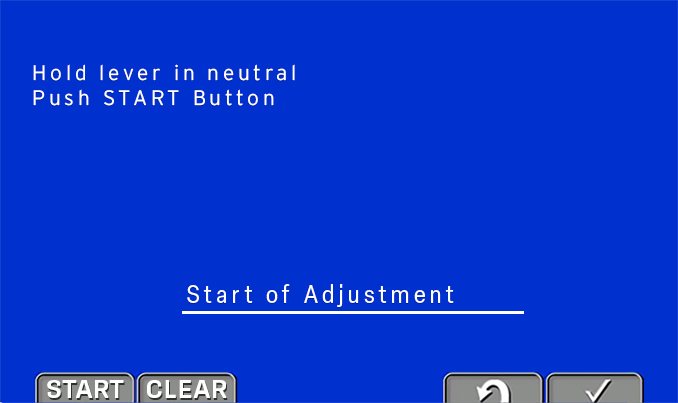 Hold lever in neutral
Push START Button
Start of Adjustment
START CLEAR